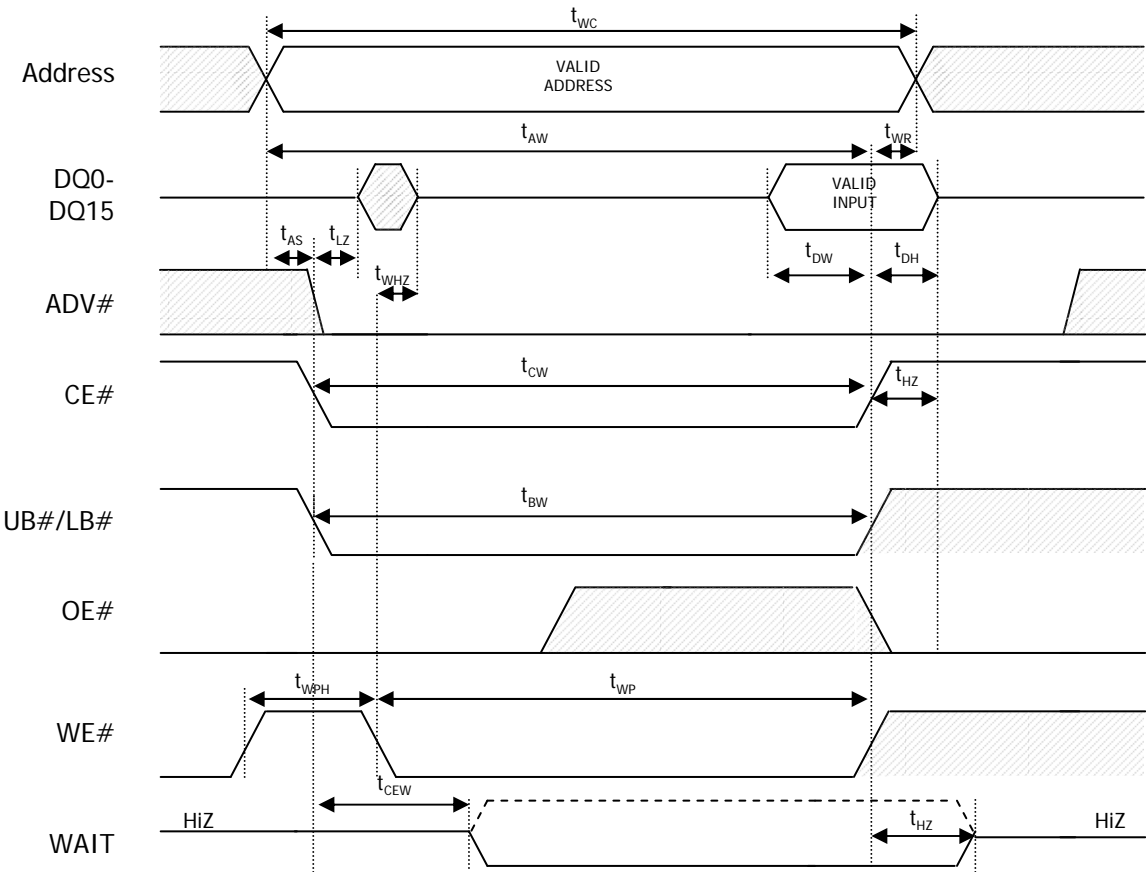 tWC
Address
VALID
ADDRESS
tAW
tWR
DQ0-
DQ15
VALID
INPUT
tAS
tLZ
tWHZ
tDW
tDH
ADV#
tCW
CE#
tHZ
tBW
UB#/LB#
OE#
tWPH
tWP
WE#
tCEW
HiZ
tHZ
HiZ
WAIT